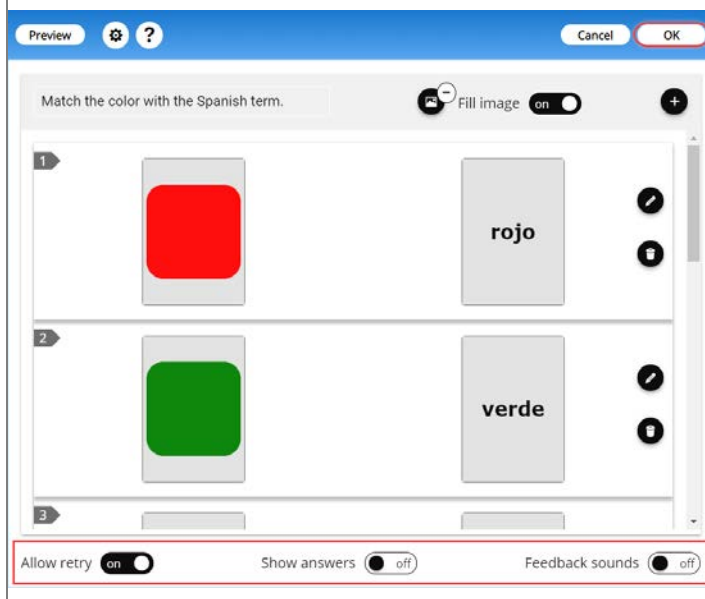 Preview ? Cancel OK
Match the color with the Spanish term. Fill image on
1
rojo
2
verde
3
Allow retry on Show answers off Feedback sounds off